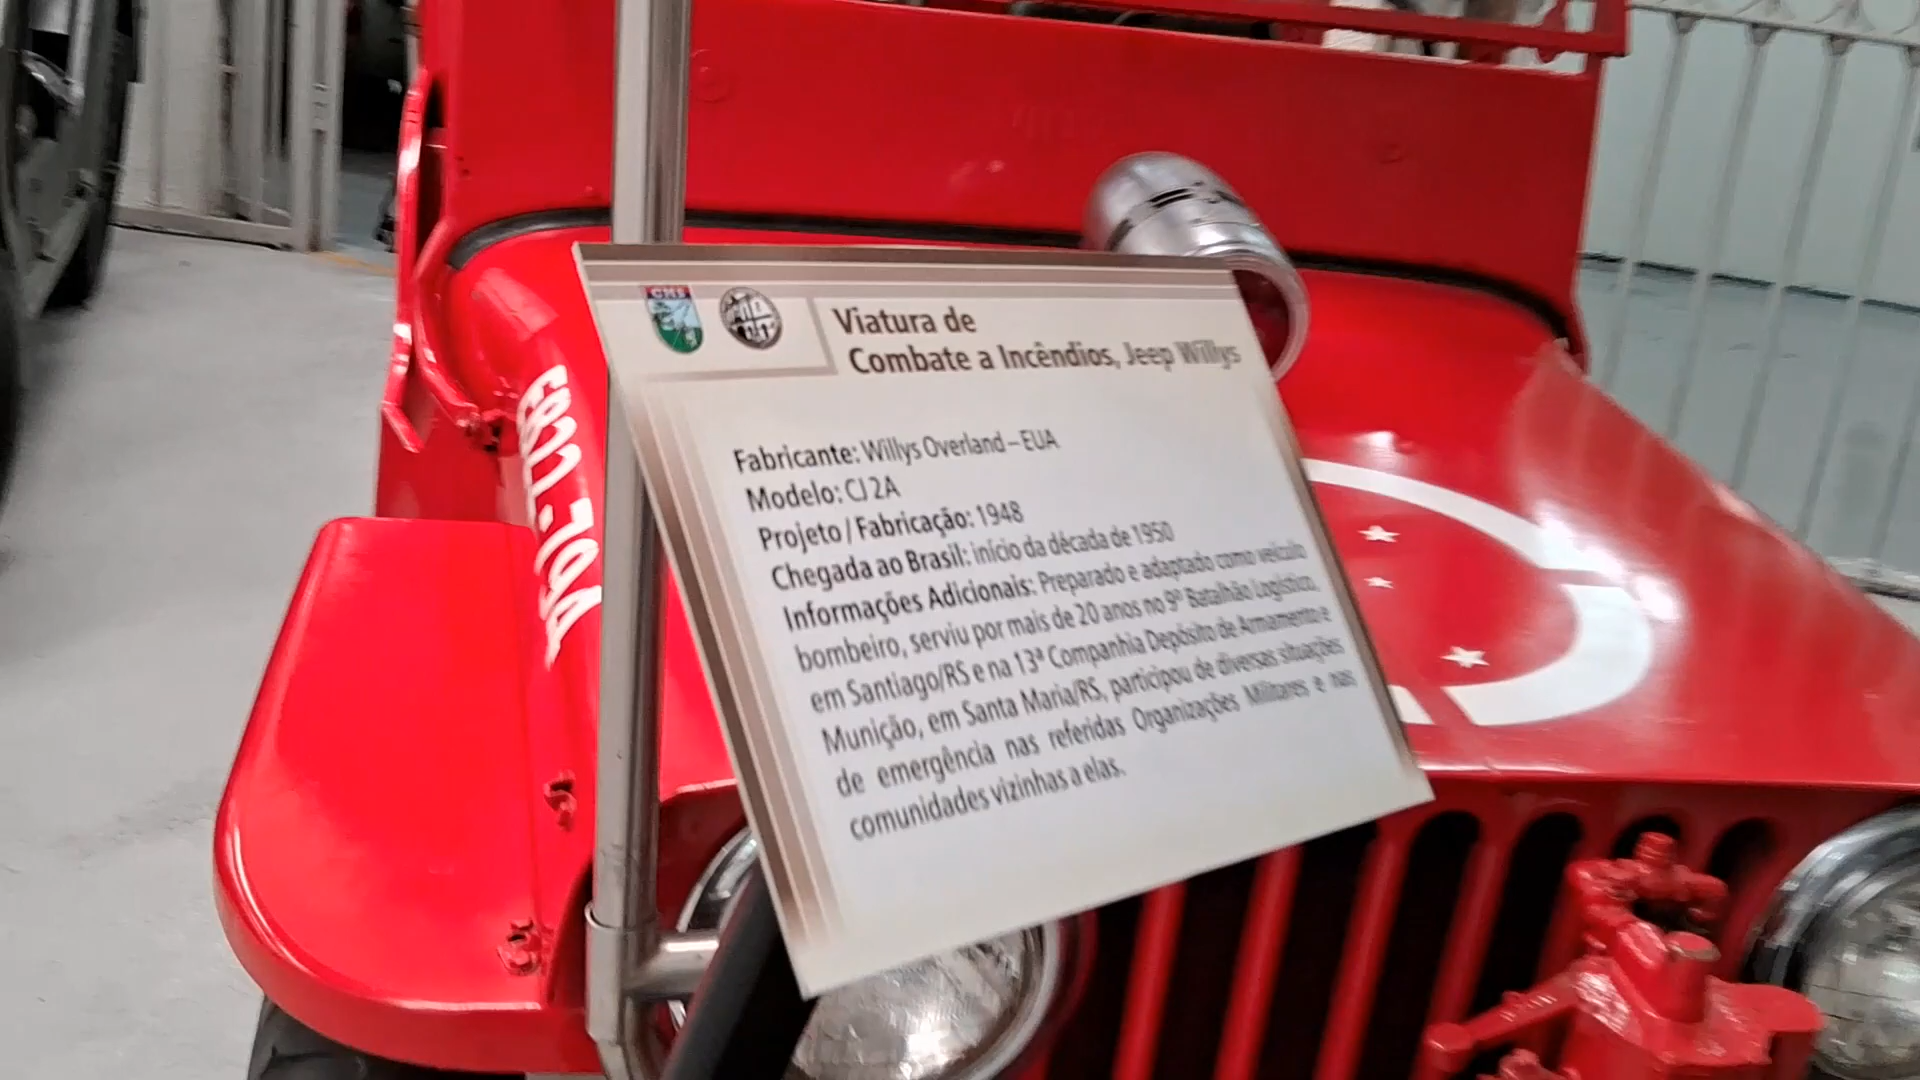 CMS
Viatura de
Combate a Incêndios, Jeep Willys
Fabricante: Willys Overland – EUA
Modelo: CJ 2A
Projeto / Fabricação: 1948
Chegada ao Brasil: início da década de 1950
Informações Adicionais: Preparado e adaptado como veículo
bombeiro, serviu por mais de 20 anos no 9º Batalhão Logístico,
em Santiago/RS e na 13ª Companhia Depósito de Armamento e
Munição, em Santa Maria/RS, participou de diversas situações
de emergência nas referidas Organizações Militares e nas
comunidades vizinhas a elas.